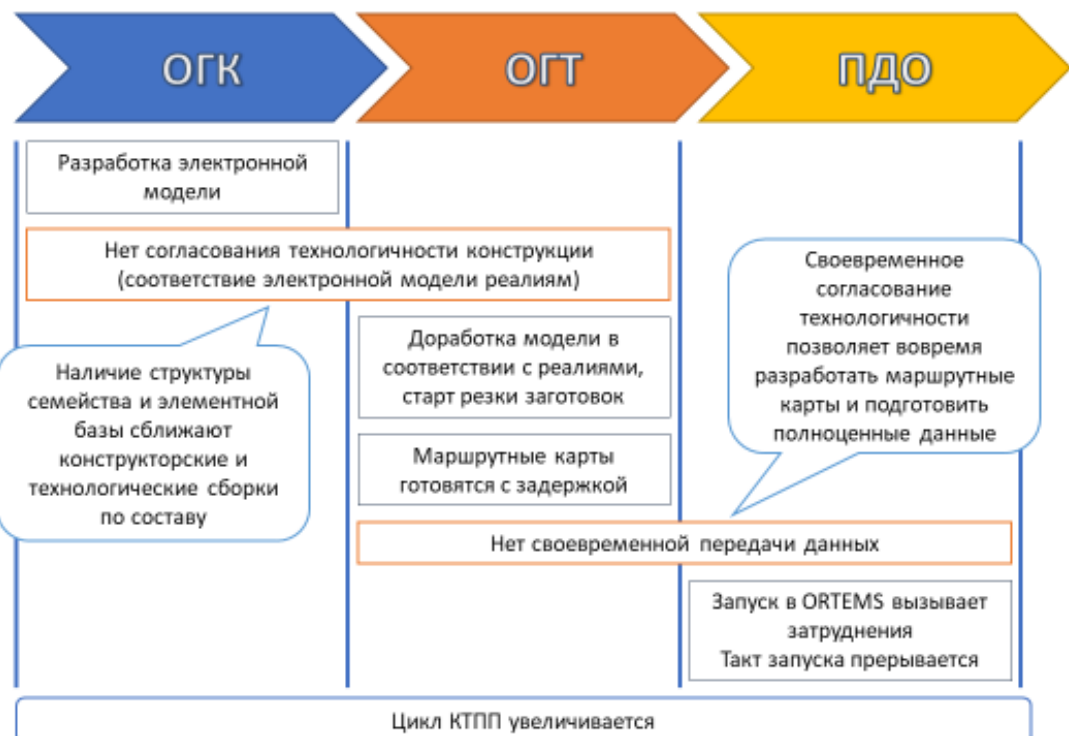 ОГК
ОГТ
ПДО
Разработка электронной
модели
Нет согласования технологичности конструкции
(соответствие электронной модели реалиям)
Своевременное
согласование
технологичности
позволяет вовремя
разработать маршрутные
карты и подготовить
полноценные данные
Наличие структуры
семейства и элементной
базы сближают
конструкторские и
технологические сборки
по составу
Доработка модели в
соответствии с реалиями,
старт резки заготовок
Маршрутные карты
готовятся с задержкой
Нет своевременной передачи данных
Запуск в ORTEMS вызывает
затруднения
Такт запуска прерывается
Цикл КТПП увеличивается